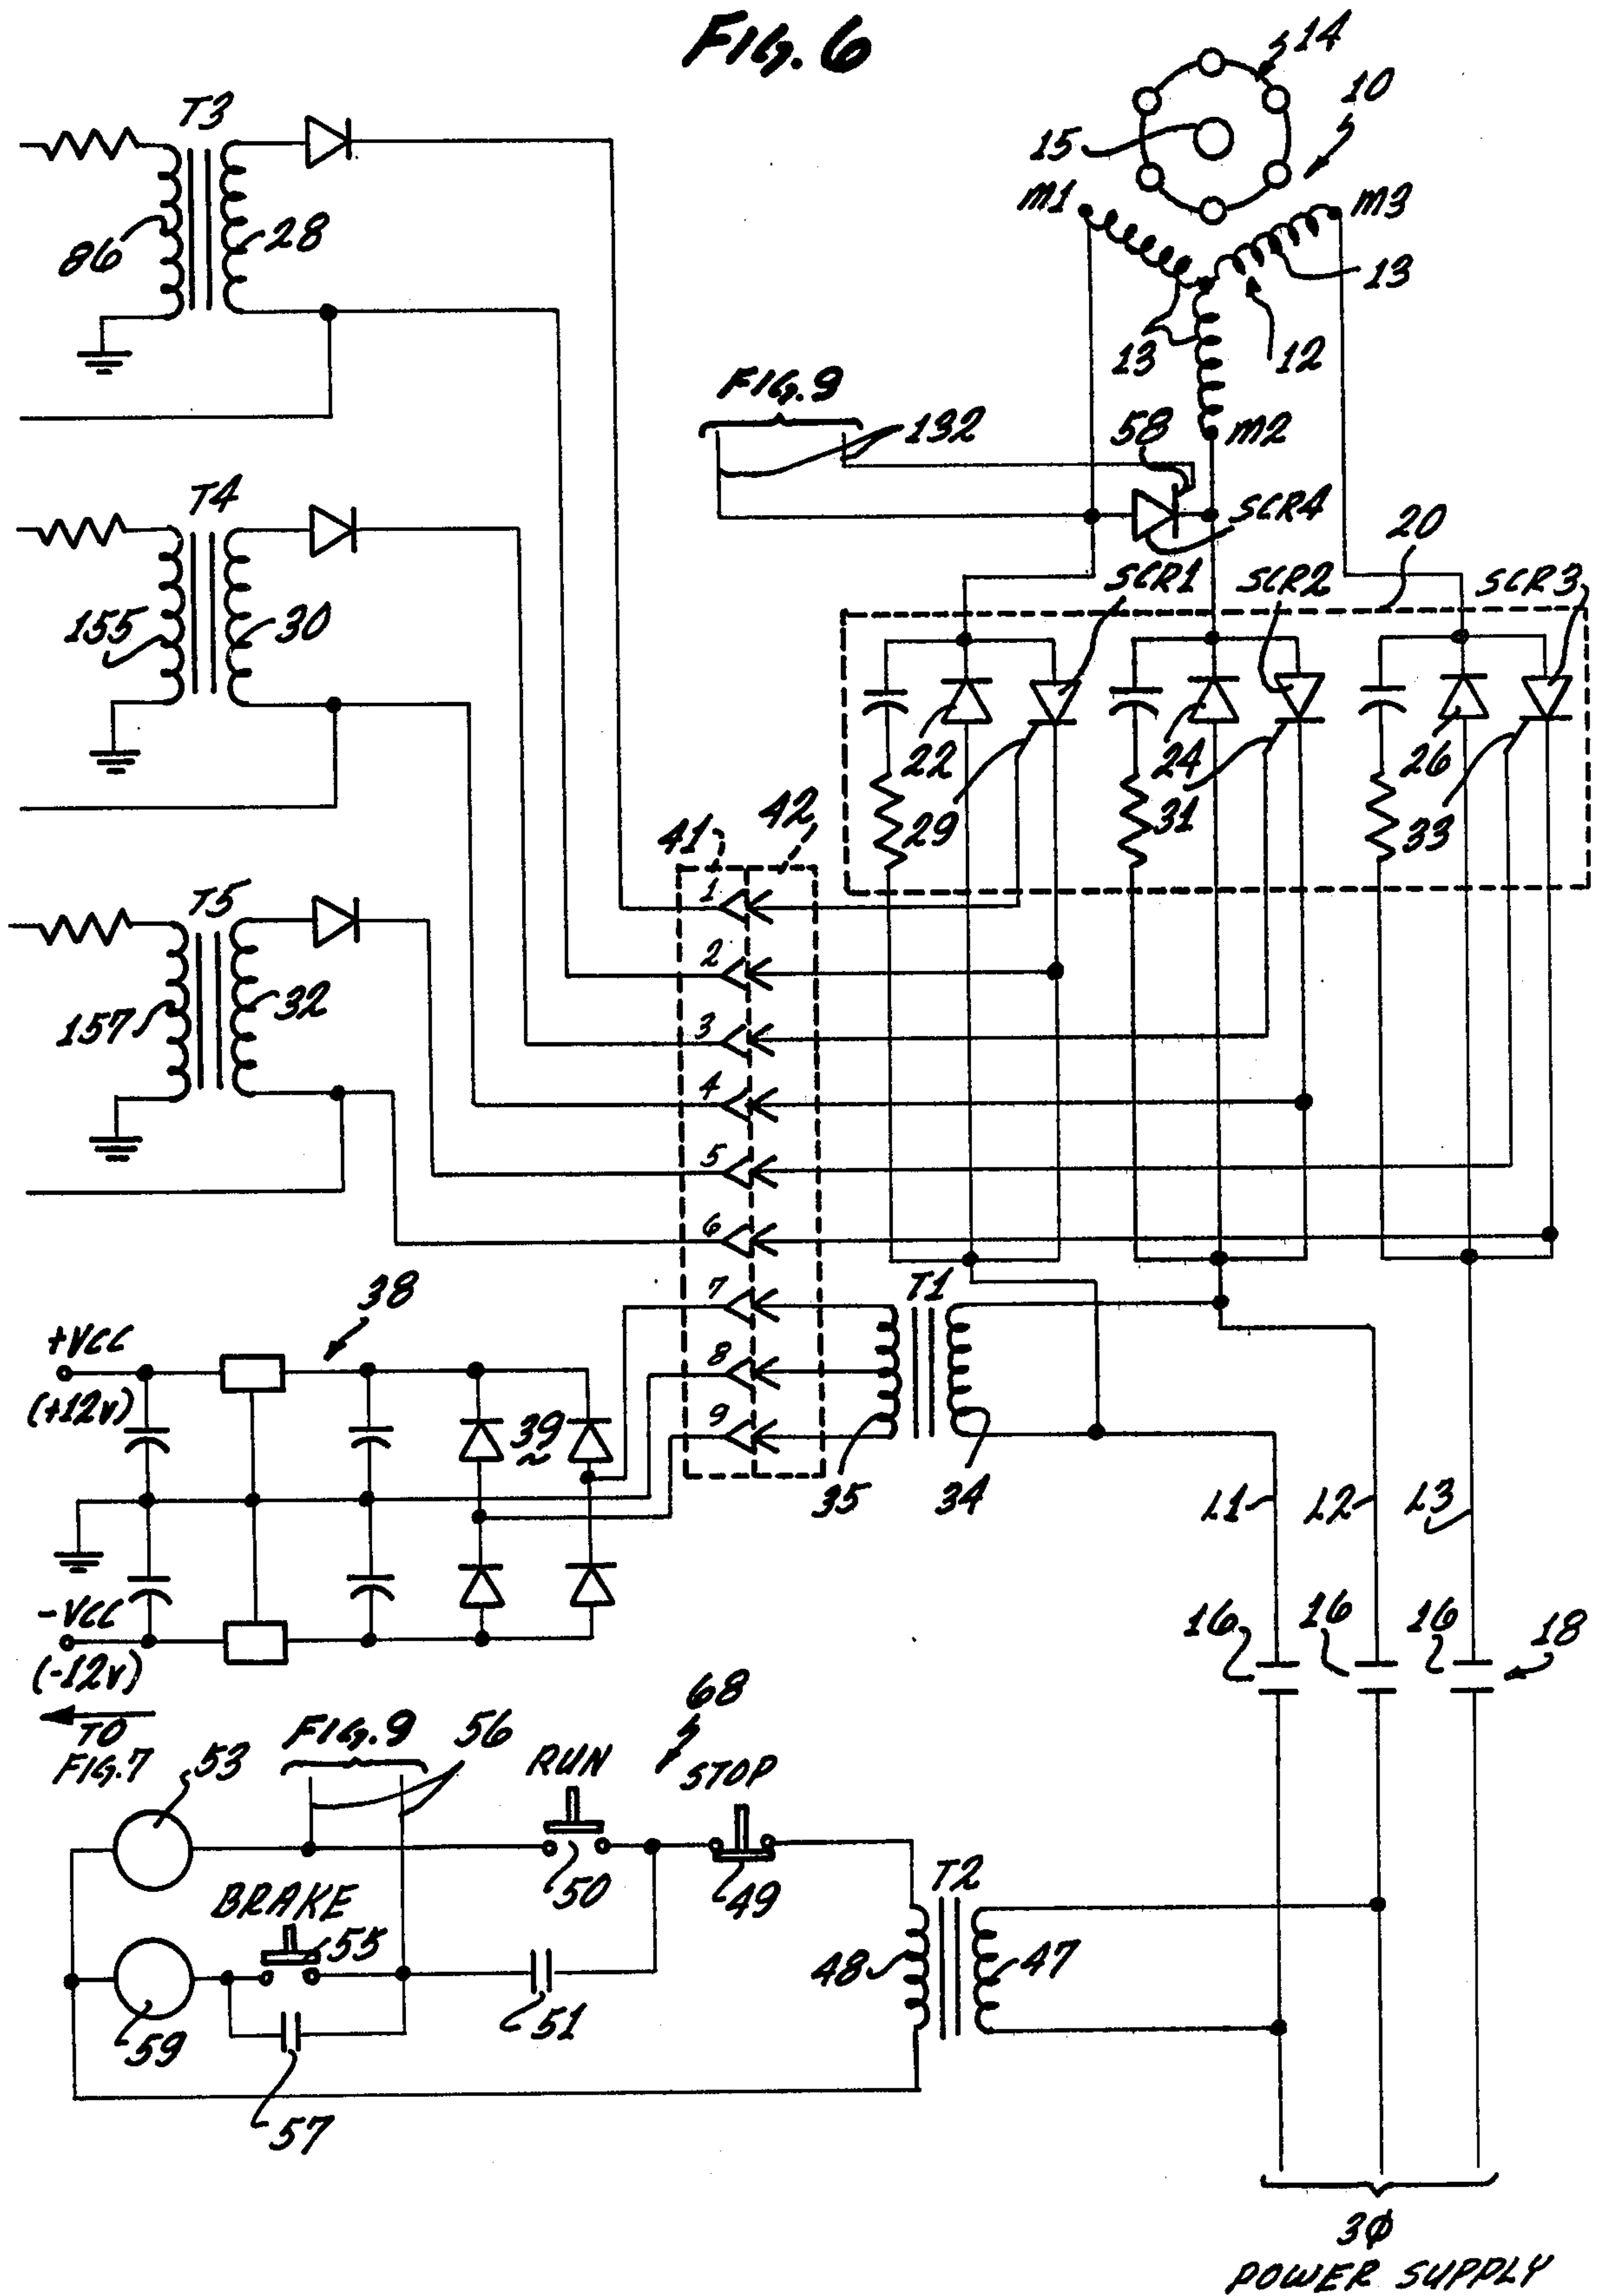 FIG. 6
14
10
15
T3
m1
m3
86
28
13
13
12
FIG. 9
132
58
m2
T4
SCR4
20
SCR1
SCR2
SCR3
155
30
22
24
26
29
31
33
41
42
T5
1
2
157
32
3
4
5
6
38
7
T1
+VCC
(+12V)
8
39
9
35
34
L1
L2
L3
-VCC
(-12V)
16
16
16
18
TO
FIG. 7
53
FIG. 9
56
68
RUN
STOP
50
49
T2
BRAKE
55
48
47
59
51
57
3φ
POWER SUPPLY